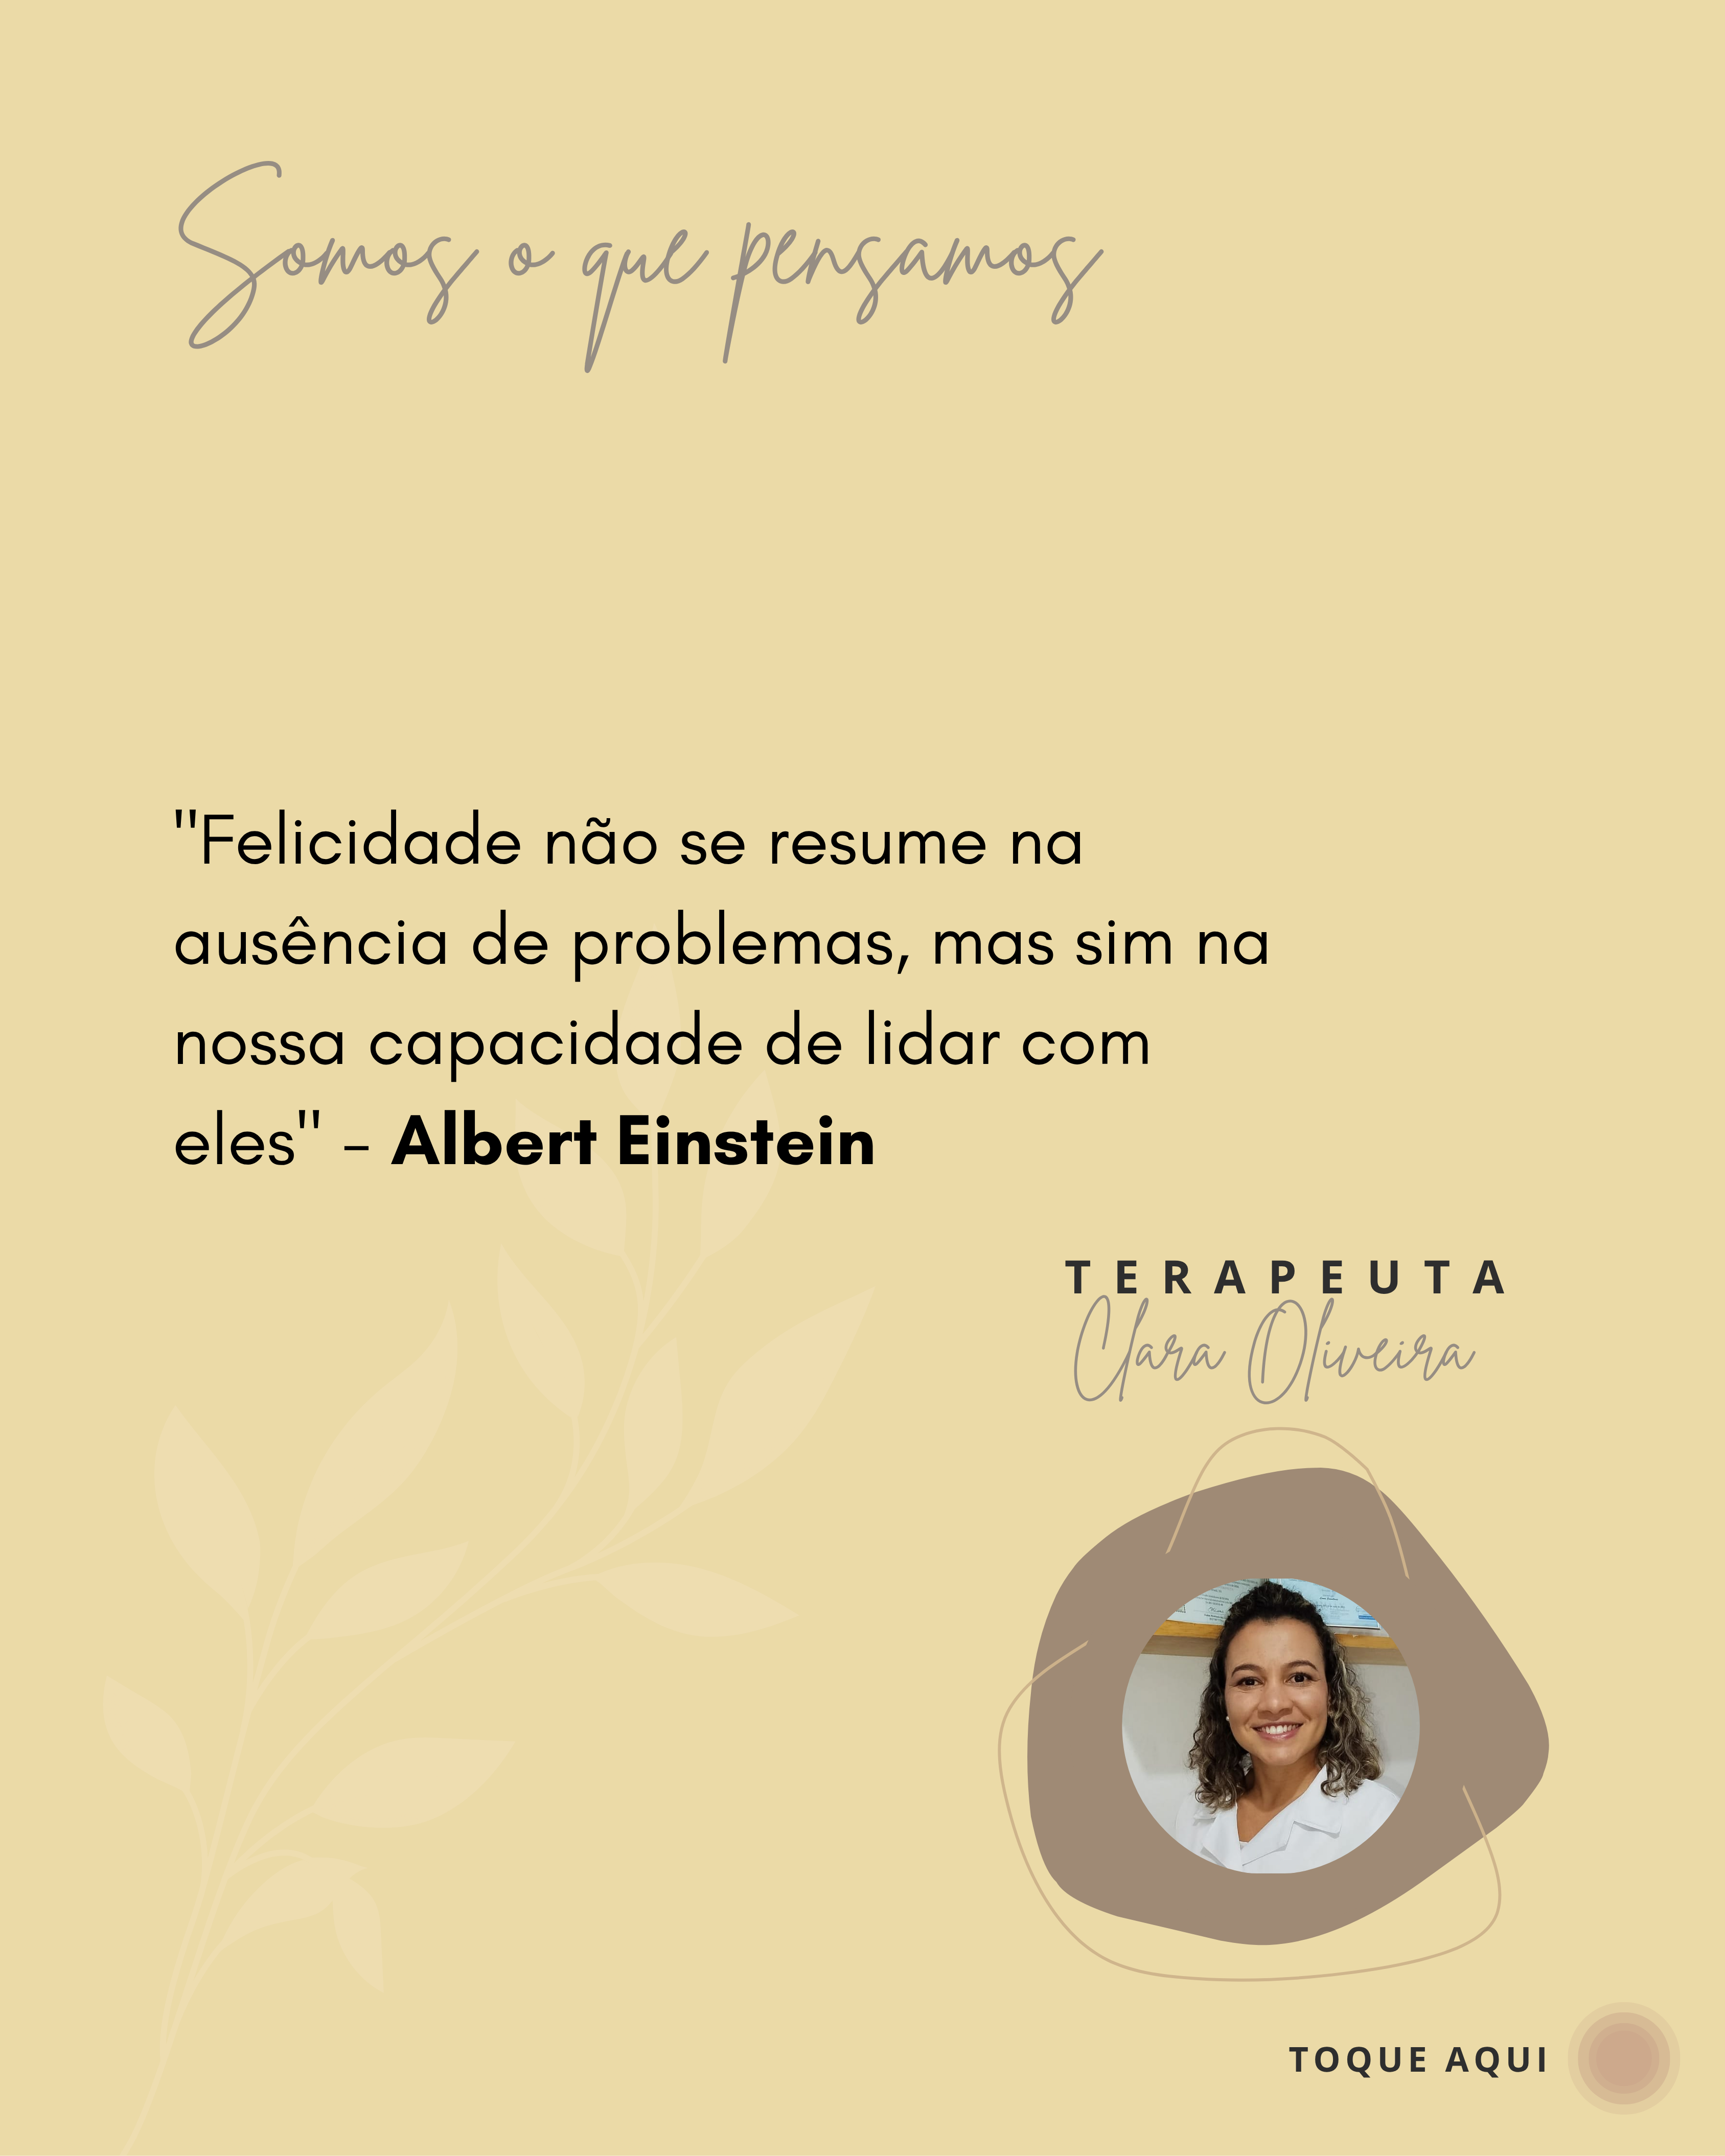 Somos o que pensamos
"Felicidade não se resume na
ausência de problemas, mas sim na
nossa capacidade de lidar com
eles" – Albert Einstein
TERAPEUTA
Clara Oliveira
TOQUE AQUI